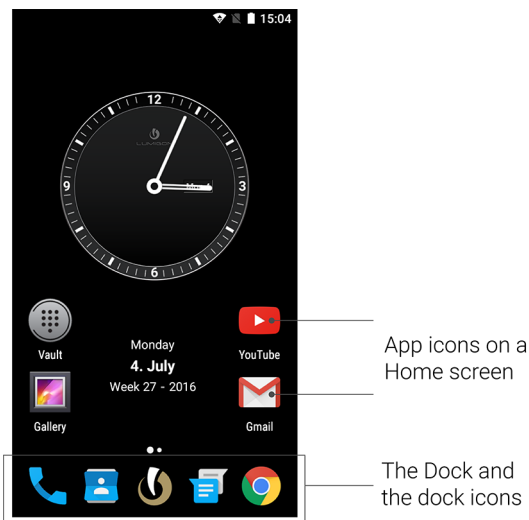 15:04
12
LUMIGON
9
3
6
Vault
YouTube
Monday
4. July
Week 27 - 2016
Gallery
Gmail
App icons on a
Home screen
The Dock and
the dock icons